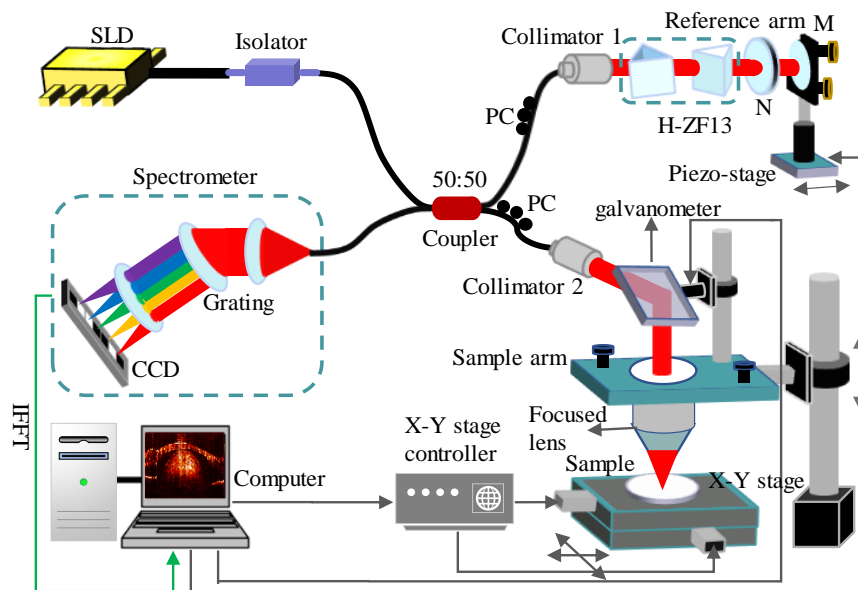 SLD
Isolator
Collimator 1
Reference arm
M
PC
H-ZF13
N
Piezo-stage
Spectrometer
50:50
PC
Coupler
galvanometer
Collimator 2
Grating
CCD
Sample arm
IFFT
Focused
lens
X-Y stage
controller
Sample
X-Y stage
Computer